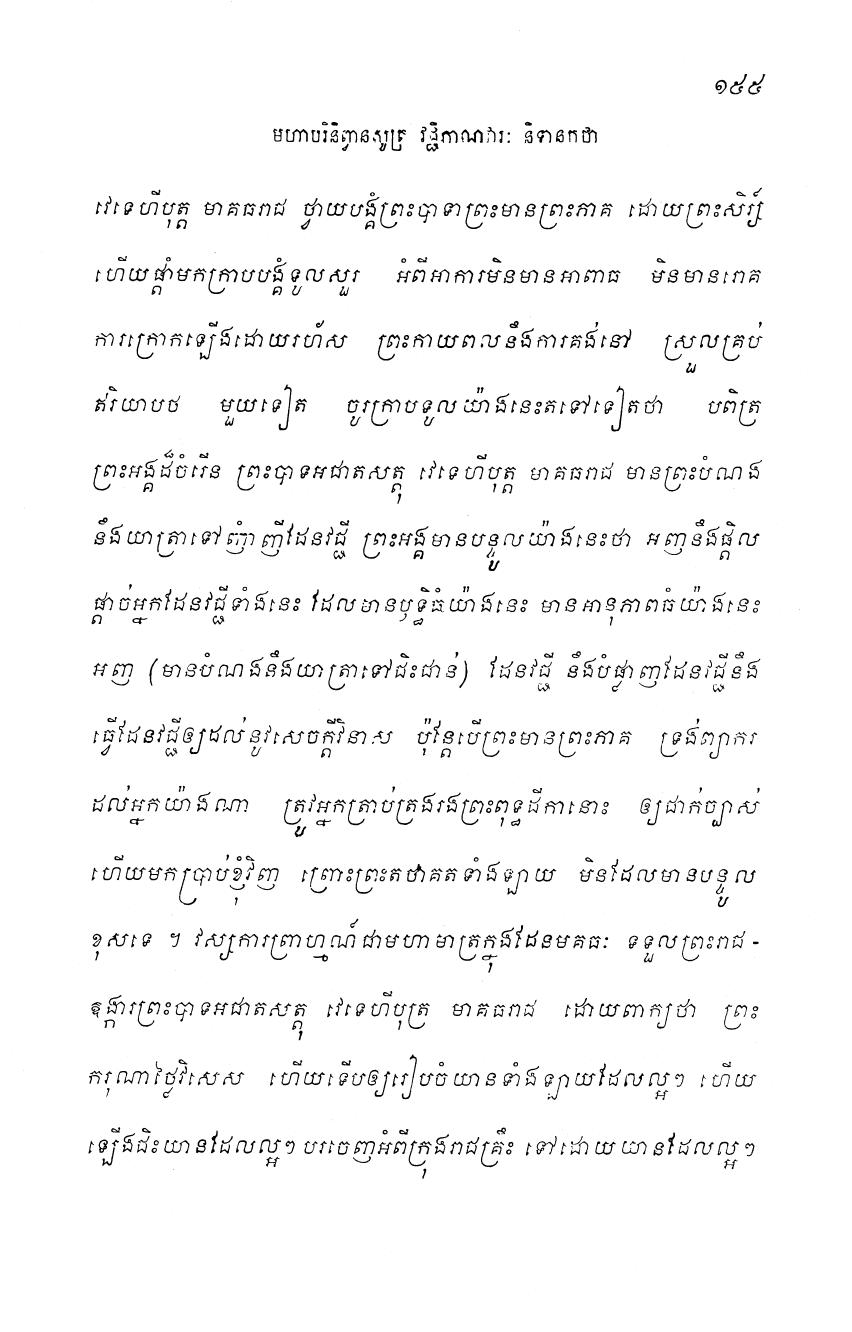 ១៥៥
មហាបរិនិព្វានសូត្រ វជ្ជីភាណវារៈ និទានកថា
វេទេហីបុត្ត មាគធរាជ ថ្វាយបង្គំព្រះបាទាព្រះមានព្រះភាគ ដោយព្រះសិរ្ស៍
ហើយផ្តាំមកក្រាបបង្គំទូលសួរ អំពីអាការមិនមានអាពាធ មិនមានរោគ
ការក្រោកឡើងដោយរហ័ស ព្រះកាយពលនឹងការគង់នៅ ស្រួលគ្រប់
ឥរិយាបថ មួយទៀត ចូរក្រាបទូលយ៉ាងនេះតទៅទៀតថា បពិត្រ
ព្រះអង្គដ៏ចំរើន ព្រះបាទអជាតសត្តុ វេទេហីបុត្ត មាគធរាជ មានព្រះបំណង
នឹងយាត្រាទៅញុំាញីដែនវជ្ជី ព្រះអង្គមានបន្ទូលយ៉ាងនេះថា អញនឹងផ្តិល
ផ្តាច់អ្នកដែនវជ្ជីទាំងនេះ ដែលមានឫទ្ធិធំយ៉ាងនេះ មានអានុភាពធំយ៉ាងនេះ
អញ (មានបំណងនឹងយាត្រាទៅជិះជាន់) ដែនវជ្ជី នឹងបំផ្លាញដែនវជ្ជីនឹង
ធ្វើដែនវជ្ជីឲ្យដល់នូវសេចក្តីវិនាស ប៉ុន្តែបើព្រះមានព្រះភាគ ទ្រង់ព្យាករ
ដល់អ្នកយ៉ាងណា ត្រូវអ្នកត្រាប់ត្រងរងព្រះពុទ្ធដីកានោះ ឲ្យជាក់ច្បាស់
ហើយមកប្រាប់ខ្ញុំវិញ ព្រោះព្រះតថាគតទាំងឡាយ មិនដែលមានបន្ទូល
ខុសទេ ។ វស្សការព្រាហ្មណ៍ជាមហាមាត្រក្នុងដែនមគធៈ ទទួលព្រះរាជ-
ឱង្ការព្រះបាទអជាតសត្តុ វេទេហីបុត្រ មាគធរាជ ដោយពាក្យថា ព្រះ
ករុណាថ្លៃវិសេស ហើយទើបឲ្យរៀបចំយានទាំងឡាយដែលល្អៗ ហើយ
ឡើងជិះយានដែលល្អៗ បរចេញអំពីក្រុងរាជគ្រឹះ ទៅដោយយានដែលល្អៗ